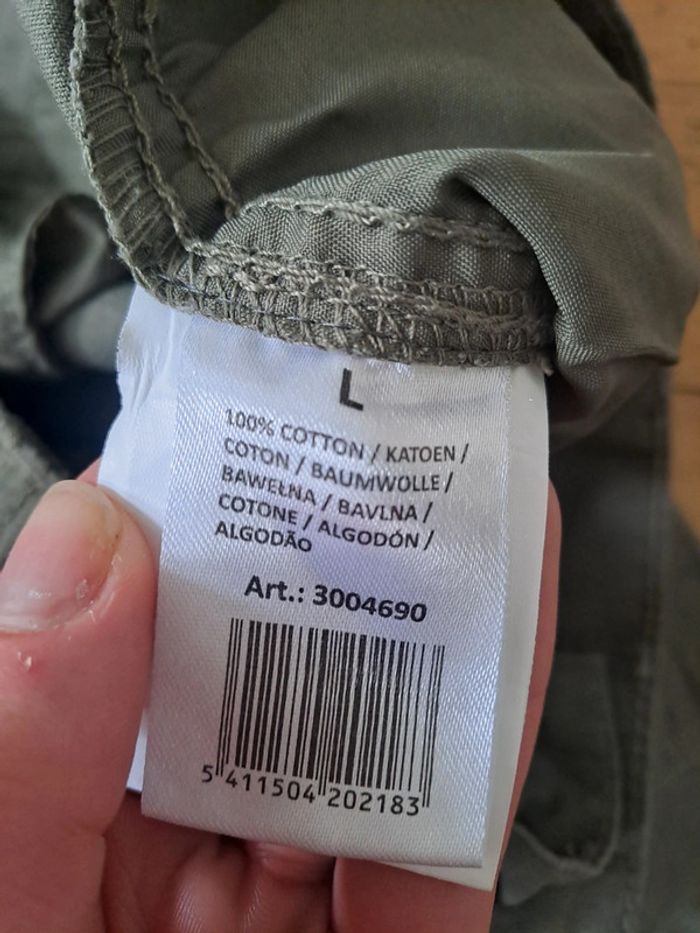 L
100% COTTON / KATOEN /
COTON / BAUMWOLLE /
BAWEŁNA / BAVLNA /
COTONE / ALGODÓN /
ALGODÃO
Art.: 3004690
5 411504 202183